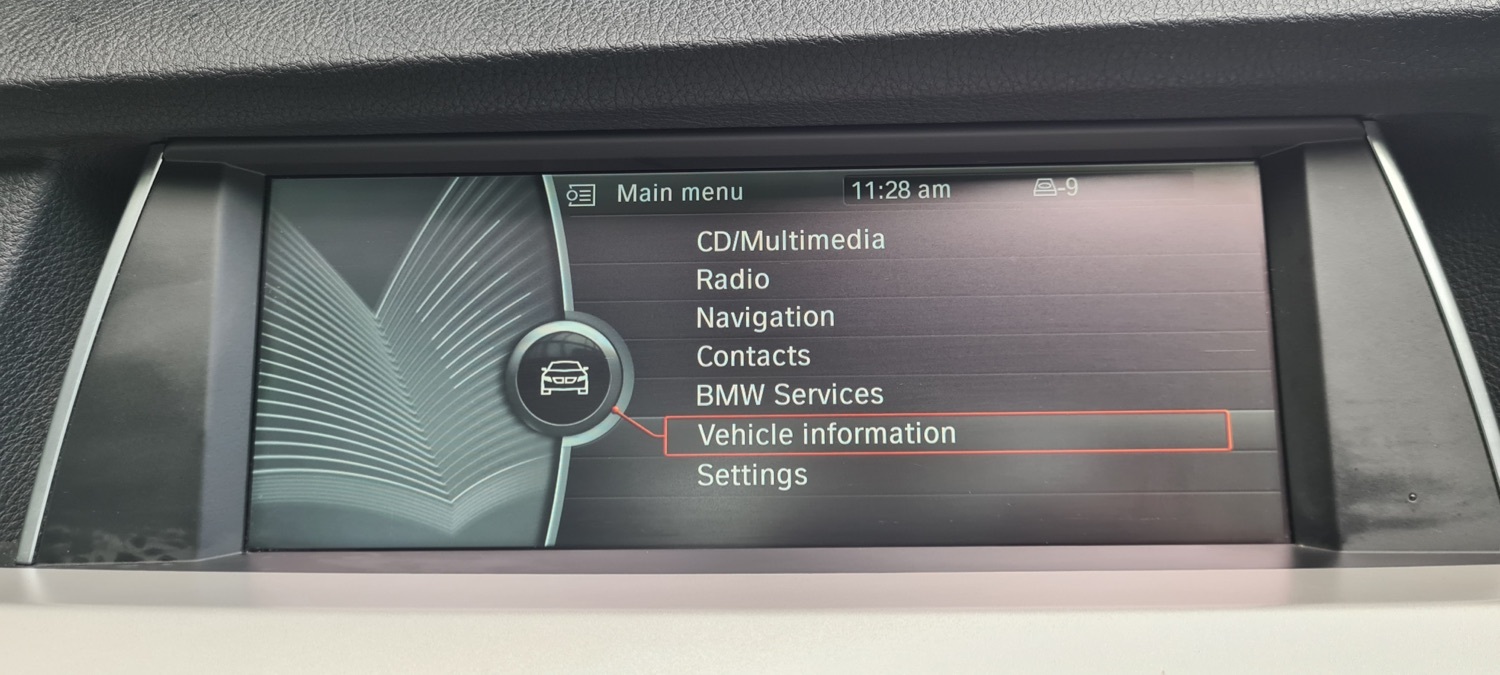 Main menu 11:28 am -9
CD/Multimedia
Radio
Navigation
Contacts
BMW Services
Vehicle information
Settings